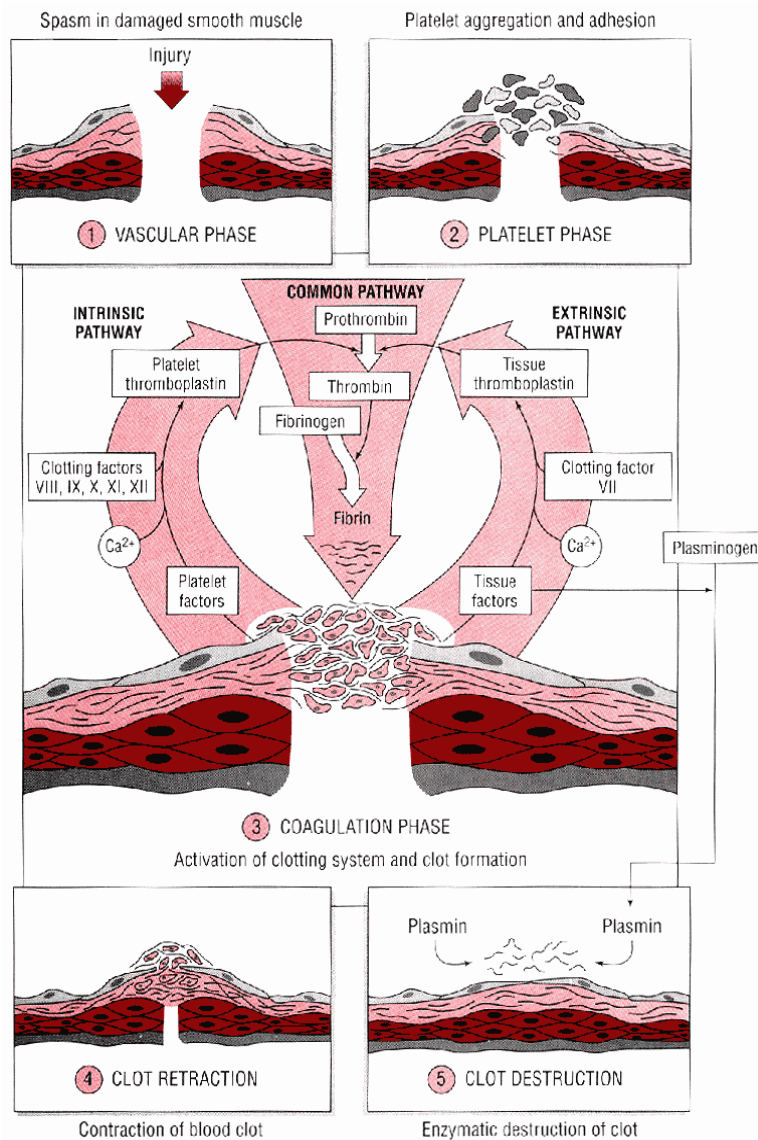 Spasm in damaged smooth muscle
Platelet aggregation and adhesion
Injury
1 VASCULAR PHASE
2 PLATELET PHASE
INTRINSIC
PATHWAY
COMMON PATHWAY
EXTRINSIC
PATHWAY
Prothrombin
Platelet
thromboplastin
Thrombin
Tissue
thromboplastin
Fibrinogen
Clotting factors
VIII, IX, X, XI, XII
Clotting factor
VII
Fibrin
Ca²⁺
Ca²⁺
Plasminogen
Platelet
factors
Tissue
factors
3 COAGULATION PHASE
Activation of clotting system and clot formation
Plasmin
Plasmin
4 CLOT RETRACTION
5 CLOT DESTRUCTION
Contraction of blood clot
Enzymatic destruction of clot